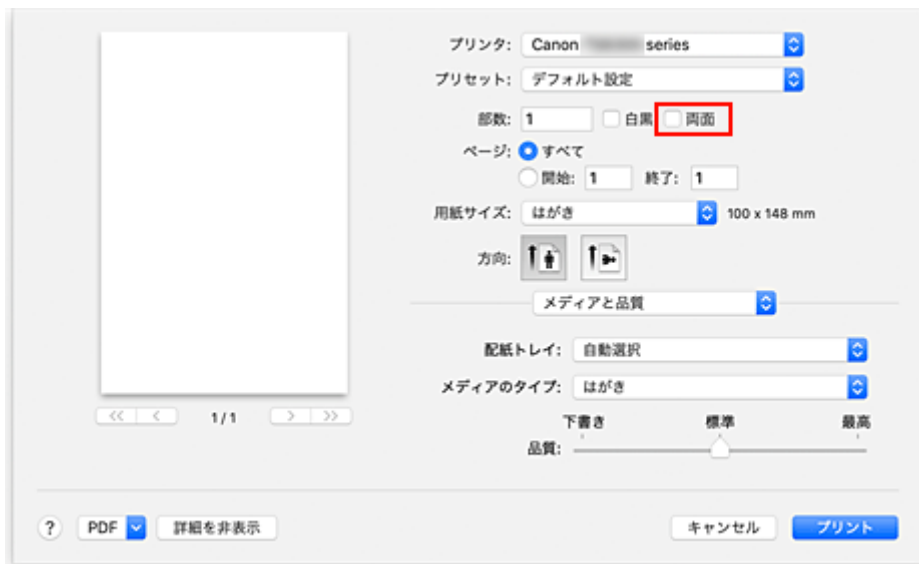 プリンタ: Canon series
プリセット: デフォルト設定
部数: 1 白黒 両面
ページ: すべて
開始: 1 終了: 1
用紙サイズ: はがき 100 x 148 mm
方向:
メディアと品質
配紙トレイ: 自動選択
メディアのタイプ: はがき
下書き 標準 最高
品質:
<< < 1/1 > >>
? PDF 詳細を非表示 キャンセル プリント